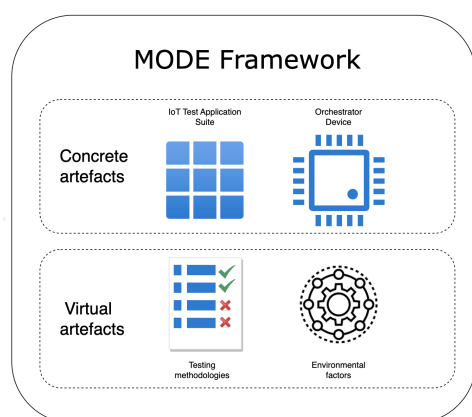 MODE Framework
IoT Test Application
Suite
Orchestrator
Device
Concrete
artefacts
Virtual
artefacts
Testing
methodologies
Environmental
factors